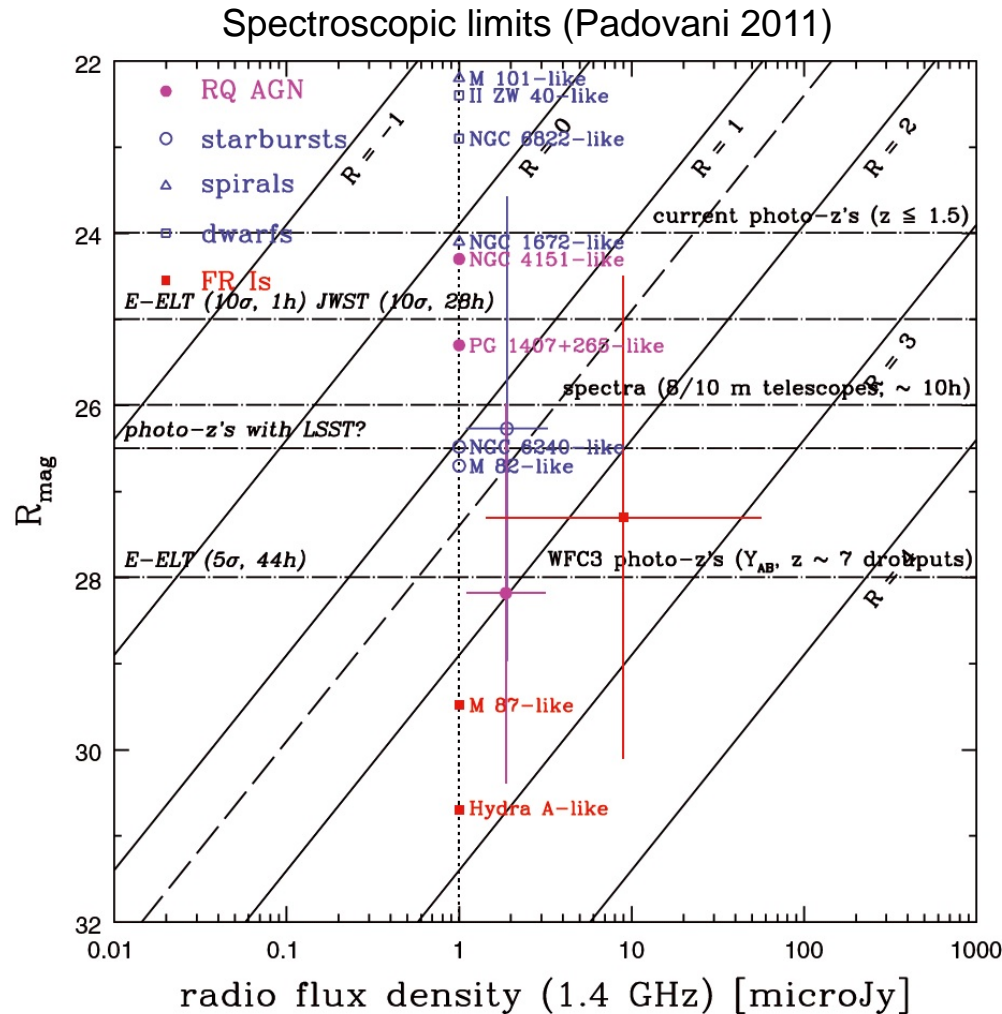 Spectroscopic limits (Padovani 2011)
22
24
26
28
30
32
R_mag
RQ AGN
starbursts
spirals
dwarfs
FR Is
M 101-like
II ZW 40-like
NGC 6822-like
R = -1
R = 0
R = 1
R = 2
current photo-z's (z ≤ 1.5)
NGC 1672-like
NGC 4151-like
E-ELT (10σ, 1h) JWST (10σ, 28h)
PG 1407+265-like
R = 3
spectra (8/10 m telescopes, ~ 10h)
photo-z's with LSST?
NGC 6240-like
M 82-like
E-ELT (5σ, 44h)
WFC3 photo-z's (Y_AB, z ~ 7 dropouts)
R = 4
M 87-like
Hydra A-like
0.01 0.1 1 10 100 1000
radio flux density (1.4 GHz) [microJy]